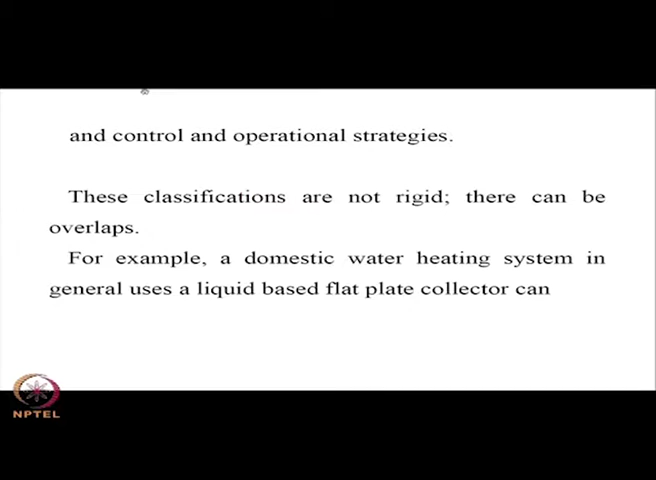 and control and operational strategies.
These classifications are not rigid; there can be
overlaps.
For example, a domestic water heating system in
general uses a liquid based flat plate collector can
NPTEL